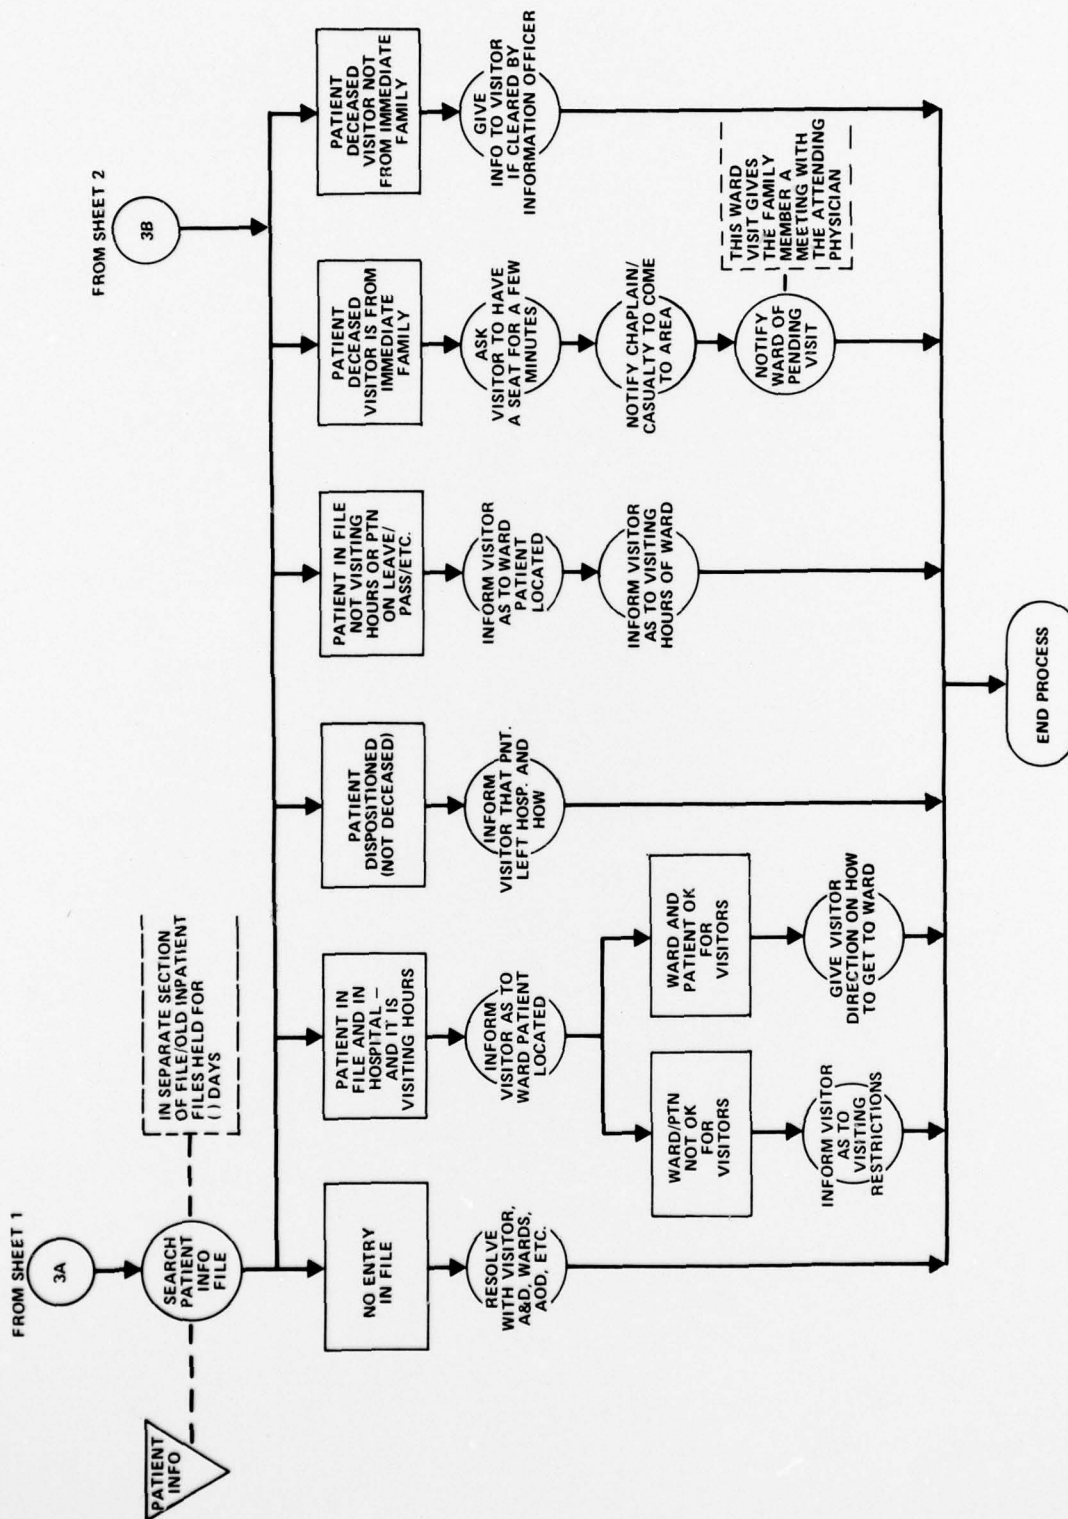 FROM SHEET 1
3A
FROM SHEET 2
3B
PATIENT
INFO
SEARCH
PATIENT
INFO
FILE
IN SEPARATE SECTION
OF FILE/OLD INPATIENT
FILES HELD FOR
( ) DAYS
NO ENTRY
IN FILE
RESOLVE
WITH VISITOR,
A&D, WARDS,
AOD, ETC.
PATIENT IN
FILE AND IN
HOSPITAL –
AND IT IS
VISITING HOURS
INFORM
VISITOR AS TO
WARD PATIENT
LOCATED
WARD/PTN
NOT OK
FOR
VISITORS
INFORM VISITOR
AS TO
VISITING
RESTRICTIONS
WARD AND
PATIENT OK
FOR
VISITORS
GIVE VISITOR
DIRECTION ON HOW
TO GET TO WARD
PATIENT
DISPOSITIONED
(NOT DECEASED)
INFORM
VISITOR THAT PNT.
LEFT HOSP. AND
HOW
PATIENT IN FILE
NOT VISITING
HOURS OR PTN
ON LEAVE/
PASS/ETC.
INFORM VISITOR
AS TO WARD
PATIENT
LOCATED
INFORM VISITOR
AS TO VISITING
HOURS OF WARD
PATIENT
DECEASED
VISITOR IS FROM
IMMEDIATE
FAMILY
ASK
VISITOR TO HAVE
A SEAT FOR A FEW
MINUTES
NOTIFY CHAPLAIN/
CASUALTY TO COME
TO AREA
NOTIFY
WARD OF
PENDING
VISIT
THIS WARD
VISIT GIVES
THE FAMILY
MEMBER A
MEETING WITH
THE ATTENDING
PHYSICIAN
PATIENT
DECEASED
VISITOR NOT
FROM IMMEDIATE
FAMILY
GIVE
INFO TO VISITOR
IF CLEARED BY
INFORMATION OFFICER
END PROCESS